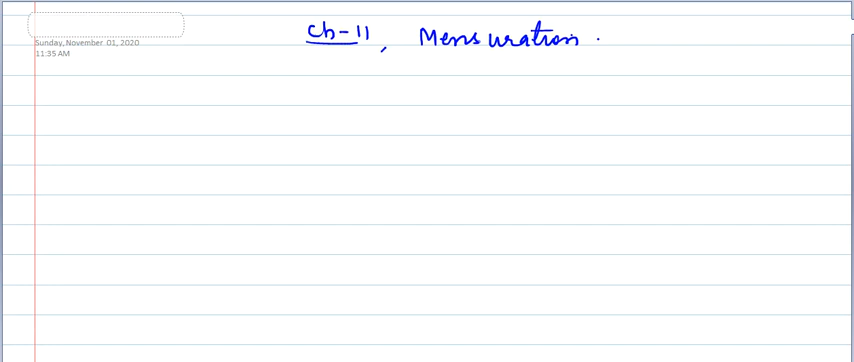 Ch-11, Mensuration.
Sunday, November 01, 2020
11:35 AM